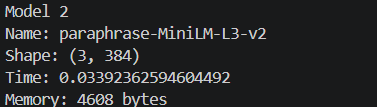 Model 2
Name: paraphrase-MiniLM-L3-v2
Shape: (3, 384)
Time: 0.03392362594604492
Memory: 4608 bytes